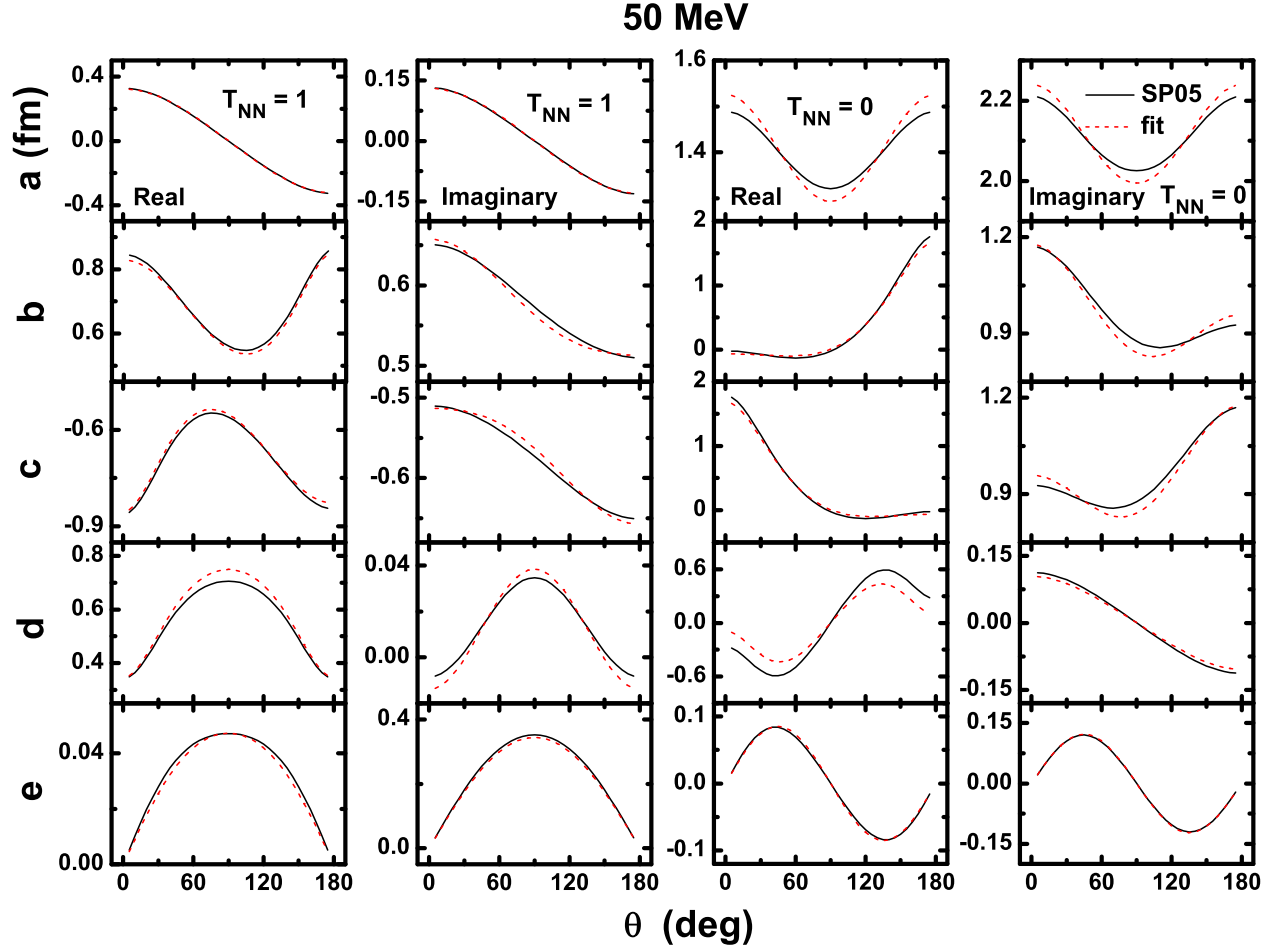 50 MeV
a (fm)
0.4
0.0
-0.4
T_NN = 1
Real
0.15
0.00
-0.15
T_NN = 1
Imaginary
1.6
1.4
2
T_NN = 0
Real
2.2
2.0
SP05
fit
Imaginary T_NN = 0
b
0.8
0.6
0.6
0.5
2
1
0
2
1.2
0.9
c
-0.6
-0.9
-0.5
-0.6
2
1
0
1.2
0.9
d
0.8
0.6
0.4
0.04
0.00
0.6
0.0
-0.6
0.15
0.00
-0.15
e
0.04
0.00
0.4
0.0
0.1
0.0
-0.1
0.15
0.00
-0.15
0 60 120 180
0 60 120 180
0 60 120 180
0 60 120 180
θ (deg)